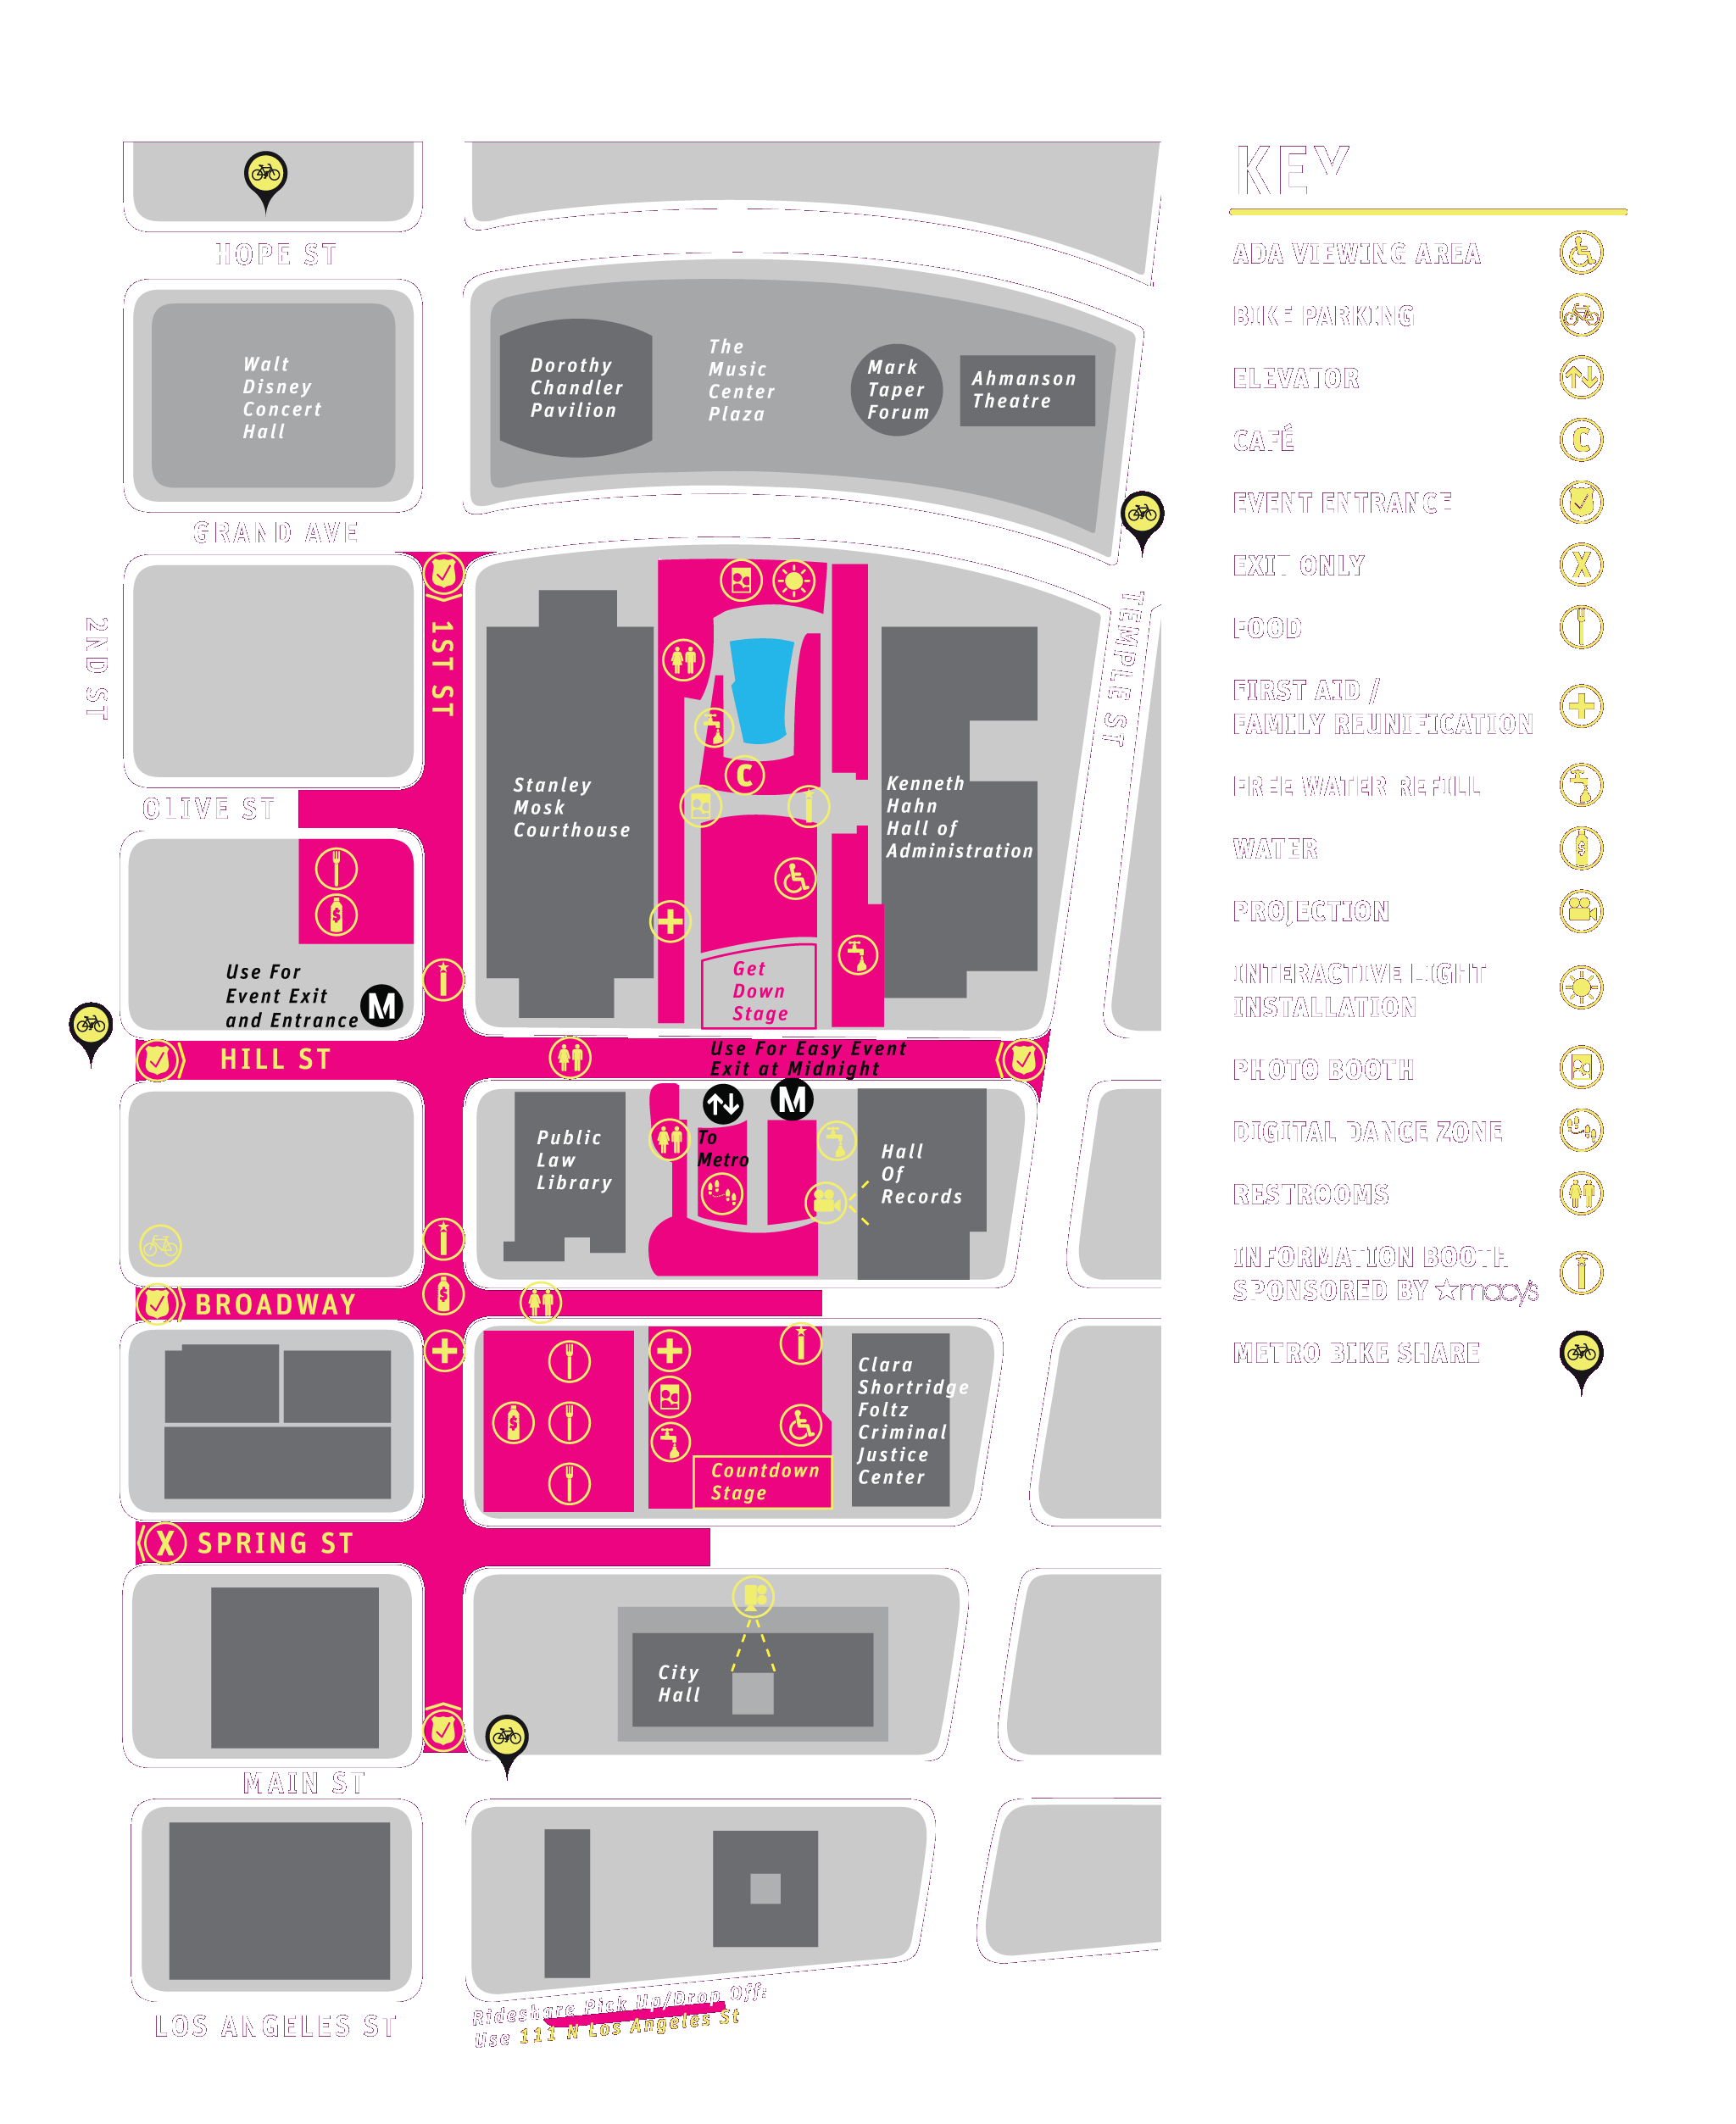 HOPE ST
Walt
Disney
Concert
Hall
Dorothy
Chandler
Pavilion
The
Music
Center
Plaza
Mark
Taper
Forum
Ahmanson
Theatre
GRAND AVE
2ND ST
1ST ST
TEMPLE ST
Stanley
Mosk
Courthouse
C
Kenneth
Hahn
Hall of
Administration
OLIVE ST
$
Use For
Event Exit
and Entrance
M
Get
Down
Stage
HILL ST
Use For Easy Event
Exit at Midnight
M
Public
Law
Library
To
Metro
Hall
Of
Records
BROADWAY
$
$
Clara
Shortridge
Foltz
Criminal
Justice
Center
Countdown
Stage
X
SPRING ST
City
Hall
MAIN ST
LOS ANGELES ST
Rideshare Pick Up/Drop Off:
Use 111 N Los Angeles St
KEY
ADA VIEWING AREA
BIKE PARKING
ELEVATOR
CAFÉ
C
EVENT ENTRANCE
EXIT ONLY
X
FOOD
FIRST AID /
FAMILY REUNIFICATION
FREE WATER REFILL
WATER
$
PROJECTION
INTERACTIVE LIGHT
INSTALLATION
PHOTO BOOTH
DIGITAL DANCE ZONE
RESTROOMS
INFORMATION BOOTH
SPONSORED BY macy's
METRO BIKE SHARE